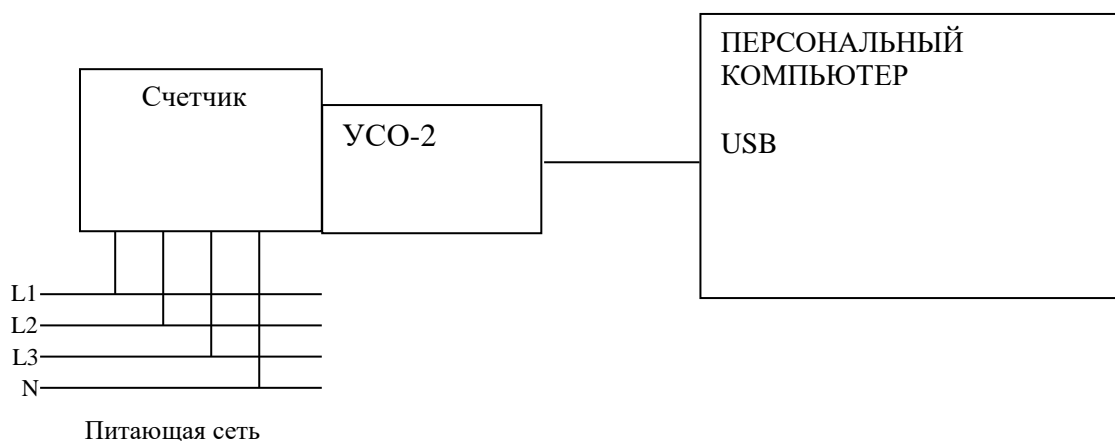 ПЕРСОНАЛЬНЫЙ
КОМПЬЮТЕР
USB
Счетчик
УСО-2
L1
L2
L3
N
Питающая сеть